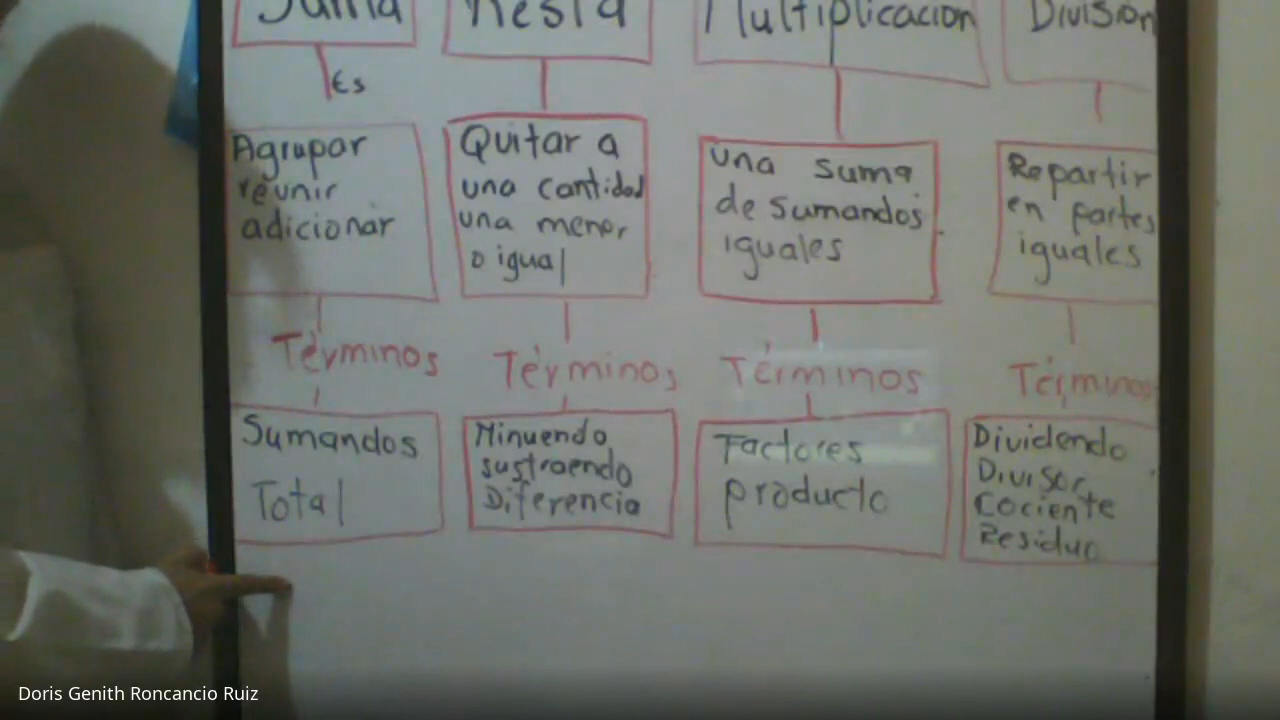 Suma
Resta
Multiplicación
División
Es
Agrupar
reunir
adicionar
Quitar a
una cantidad
una menor
o igual
una suma
de sumandos
iguales
Repartir
en partes
iguales
Términos
Términos
Términos
Términos
Sumandos
Total
Minuendo
sustraendo
Diferencia
Factores
producto
Dividendo
Divisor
Cociente
Residuo
Doris Genith Roncancio Ruiz